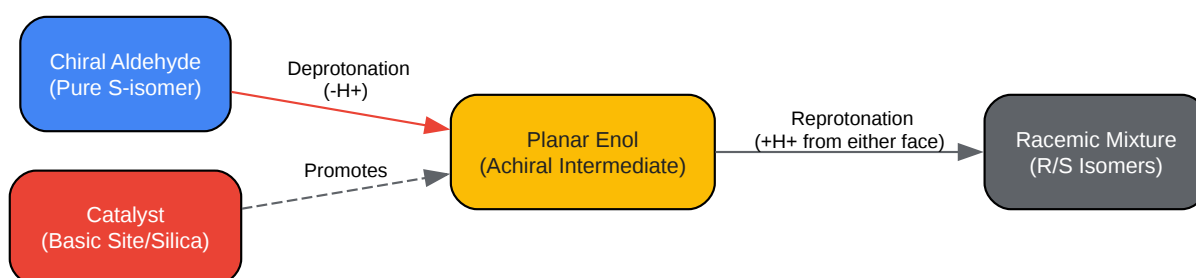 Chiral Aldehyde
(Pure S-isomer)
Deprotonation
(-H+)
Catalyst
(Basic Site/Silica)
Promotes
Planar Enol
(Achiral Intermediate)
Reprotonation
(+H+ from either face)
Racemic Mixture
(R/S Isomers)